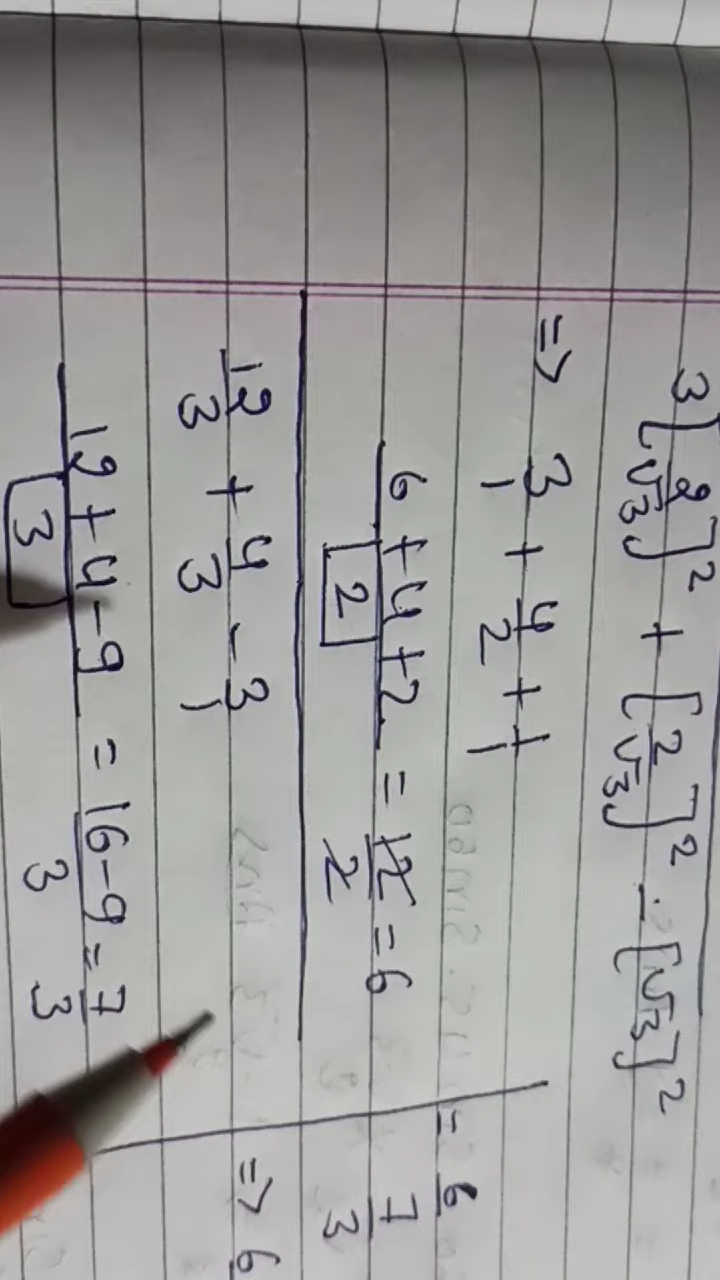 3[2/√3]² + [2/√3]² - [√3]²
=> 3/1 + 4/2 + 1/1
6+4+2/2 = 12/2 = 6
= 6/7/3
12/3 + 4/3 - 3/1
=> 6
12+4-9/3 = 16-9/3 = 7/3